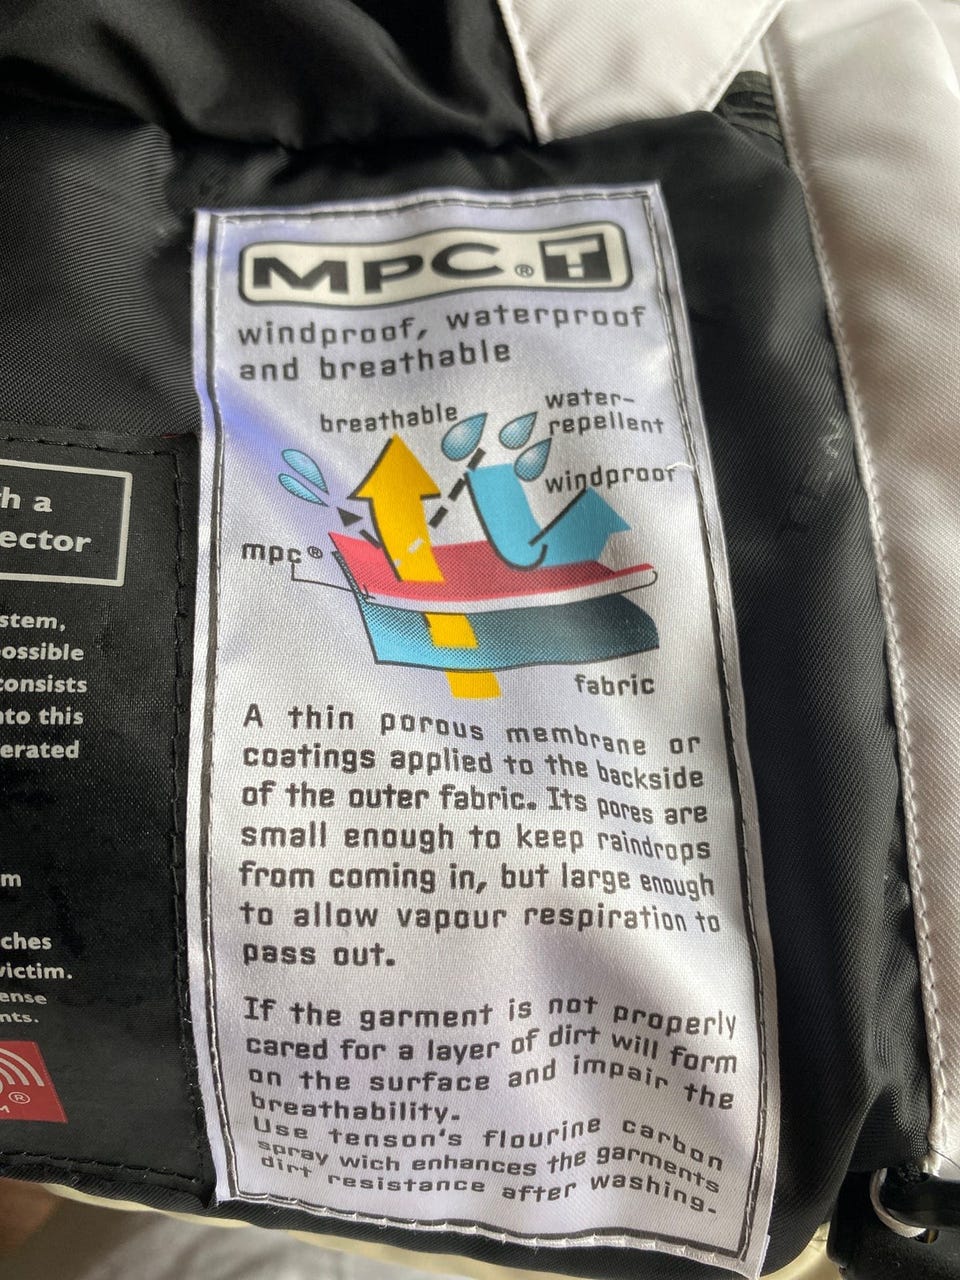 MPC® T
windproof, waterproof
and breathable
breathable
water-
repellent
windproof
mpc®
fabric
A thin porous membrane or
coatings applied to the backside
of the outer fabric. Its pores are
small enough to keep raindrops
from coming in, but large enough
to allow vapour respiration to
pass out.
If the garment is not properly
cared for a layer of dirt will form
on the surface and impair the
breathability.
Use tenson's flourine carbon
spray wich enhances the garments
dirt resistance after washing.
h a
ector
stem,
ossible
consists
nto this
erated
m
ches
victim.
ense
nts.
®